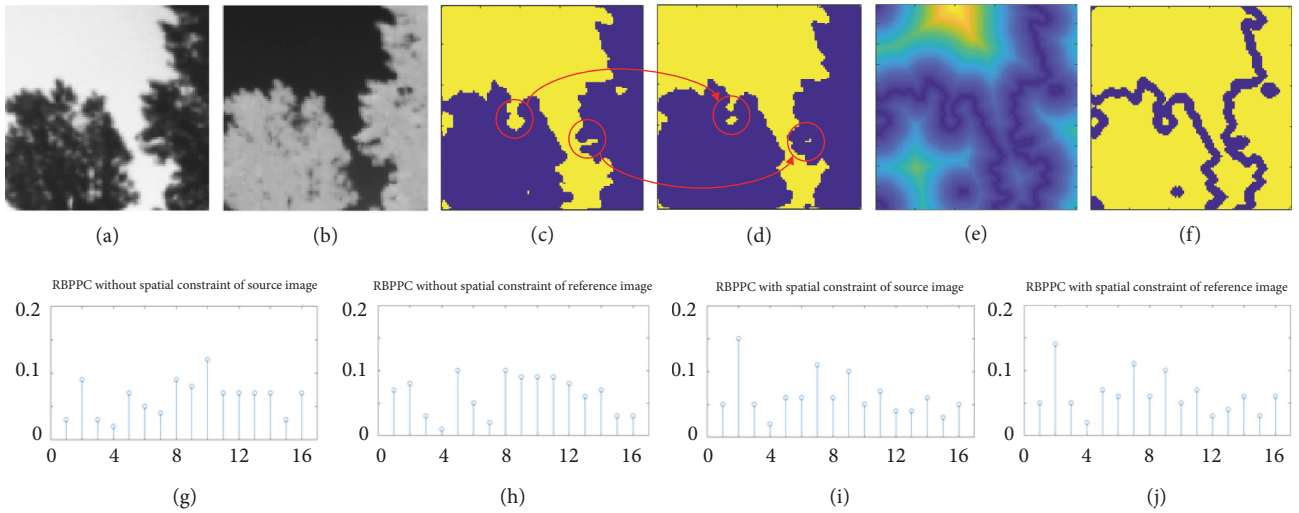 (a) (b) (c) (d) (e) (f)
RBPPC without spatial constraint of source image
0.2
0.1
0
0 4 8 12 16
(g)
RBPPC without spatial constraint of reference image
0.2
0.1
0
0 4 8 12 16
(h)
RBPPC with spatial constraint of source image
0.2
0.1
0
0 4 8 12 16
(i)
RBPPC with spatial constraint of reference image
0.2
0.1
0
0 4 8 12 16
(j)